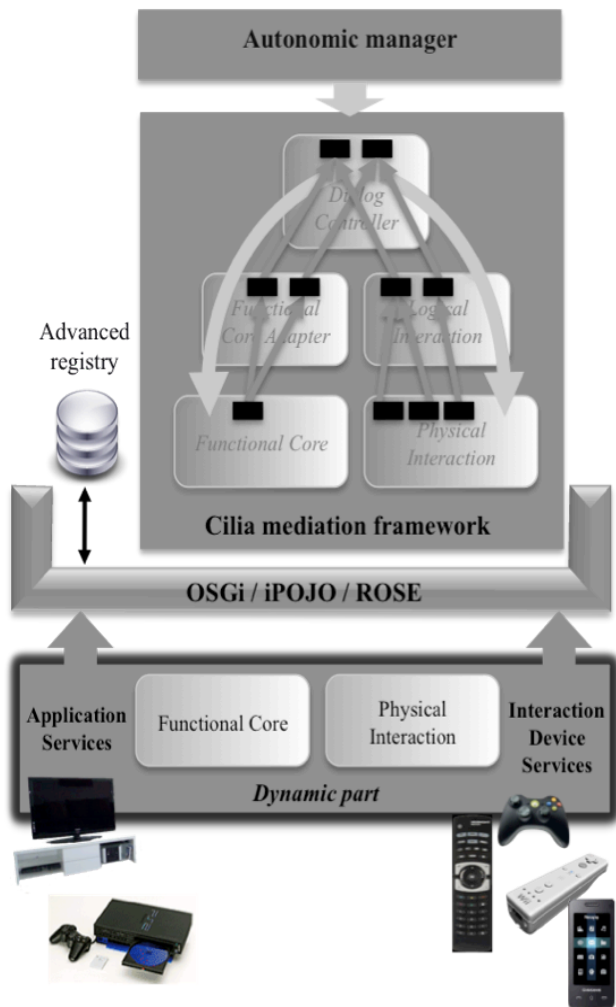 Autonomic manager
Dialog
Controller
Functional
Core Adapter
Logical
Interaction
Advanced
registry
Functional Core
Physical
Interaction
Cilia mediation framework
OSGi / iPOJO / ROSE
Application
Services
Functional Core
Physical
Interaction
Interaction
Device
Services
Dynamic part
Wii